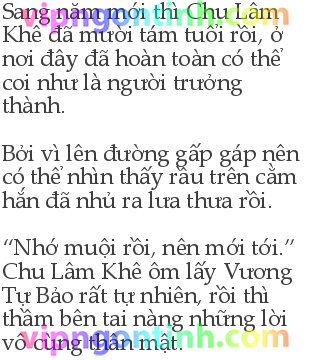 Sang năm mới thì Chu Lâm
Khê đã mười tám tuổi rồi, ở
nơi đây đã hoàn toàn có thể
coi như là người trưởng
thành.
Bởi vì lên đường gấp gáp nên
có thể nhìn thấy râu trên cằm
hắn đã nhủ ra lưa thưa rồi.
“Nhớ muội rồi, nên mới tới.”
Chu Lâm Khê ôm lấy Vương
Tự Bảo rất tự nhiên, rồi thì
thầm bên tai nàng những lời
vô cùng thân mật.
vipngontinh.com
vipngontinh.com
vipngontinh.com